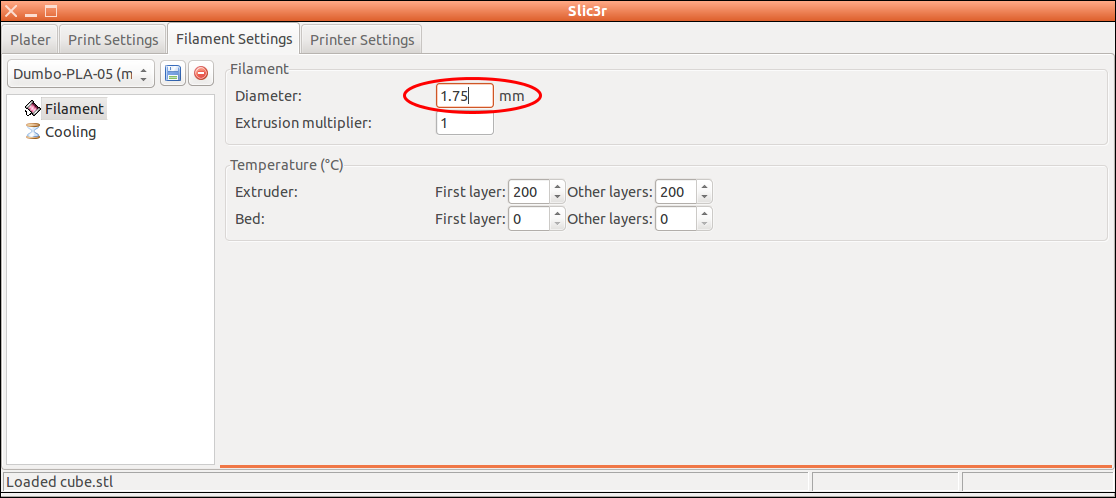 Slic3r
Plater Print Settings Filament Settings Printer Settings
Dumbo-PLA-05 (m
Filament
Cooling
Filament
Diameter: 1.75 mm
Extrusion multiplier: 1
Temperature (°C)
Extruder: First layer: 200 Other layers: 200
Bed: First layer: 0 Other layers: 0
Loaded cube.stl